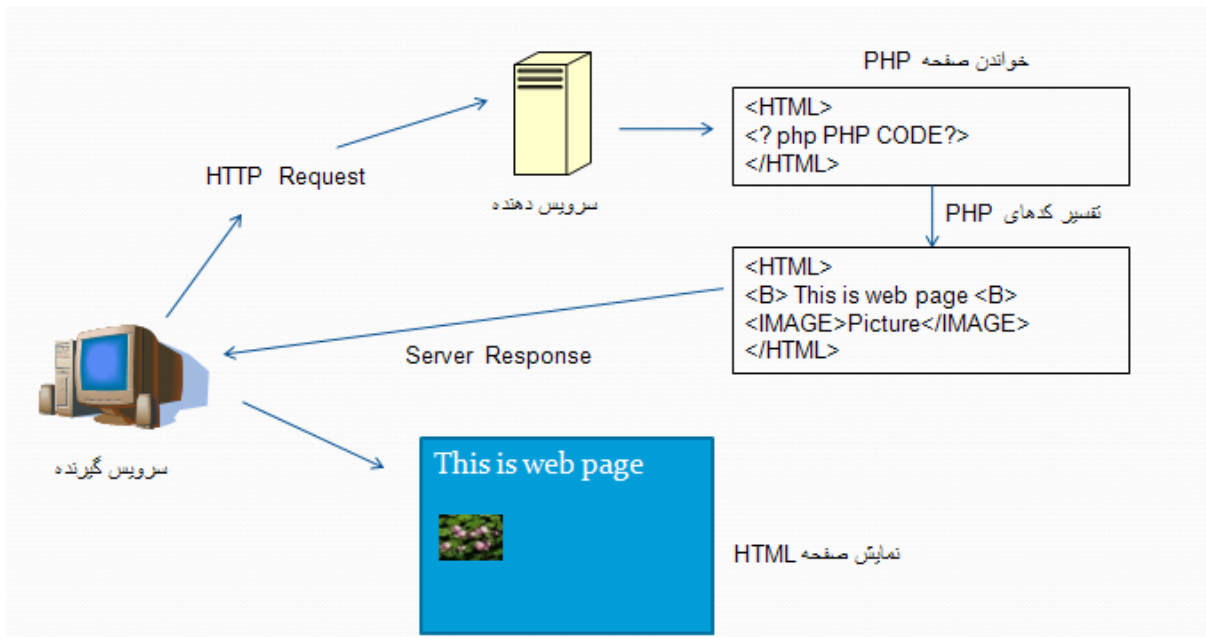 خواندن صفحه PHP
<HTML>
<? php PHP CODE?>
</HTML>
HTTP Request
سرویس دهنده
تفسیر کدهای PHP
<HTML>
<B> This is web page <B>
<IMAGE>Picture</IMAGE>
</HTML>
Server Response
سرویس گیرنده
This is web page
نمایش صفحه HTML